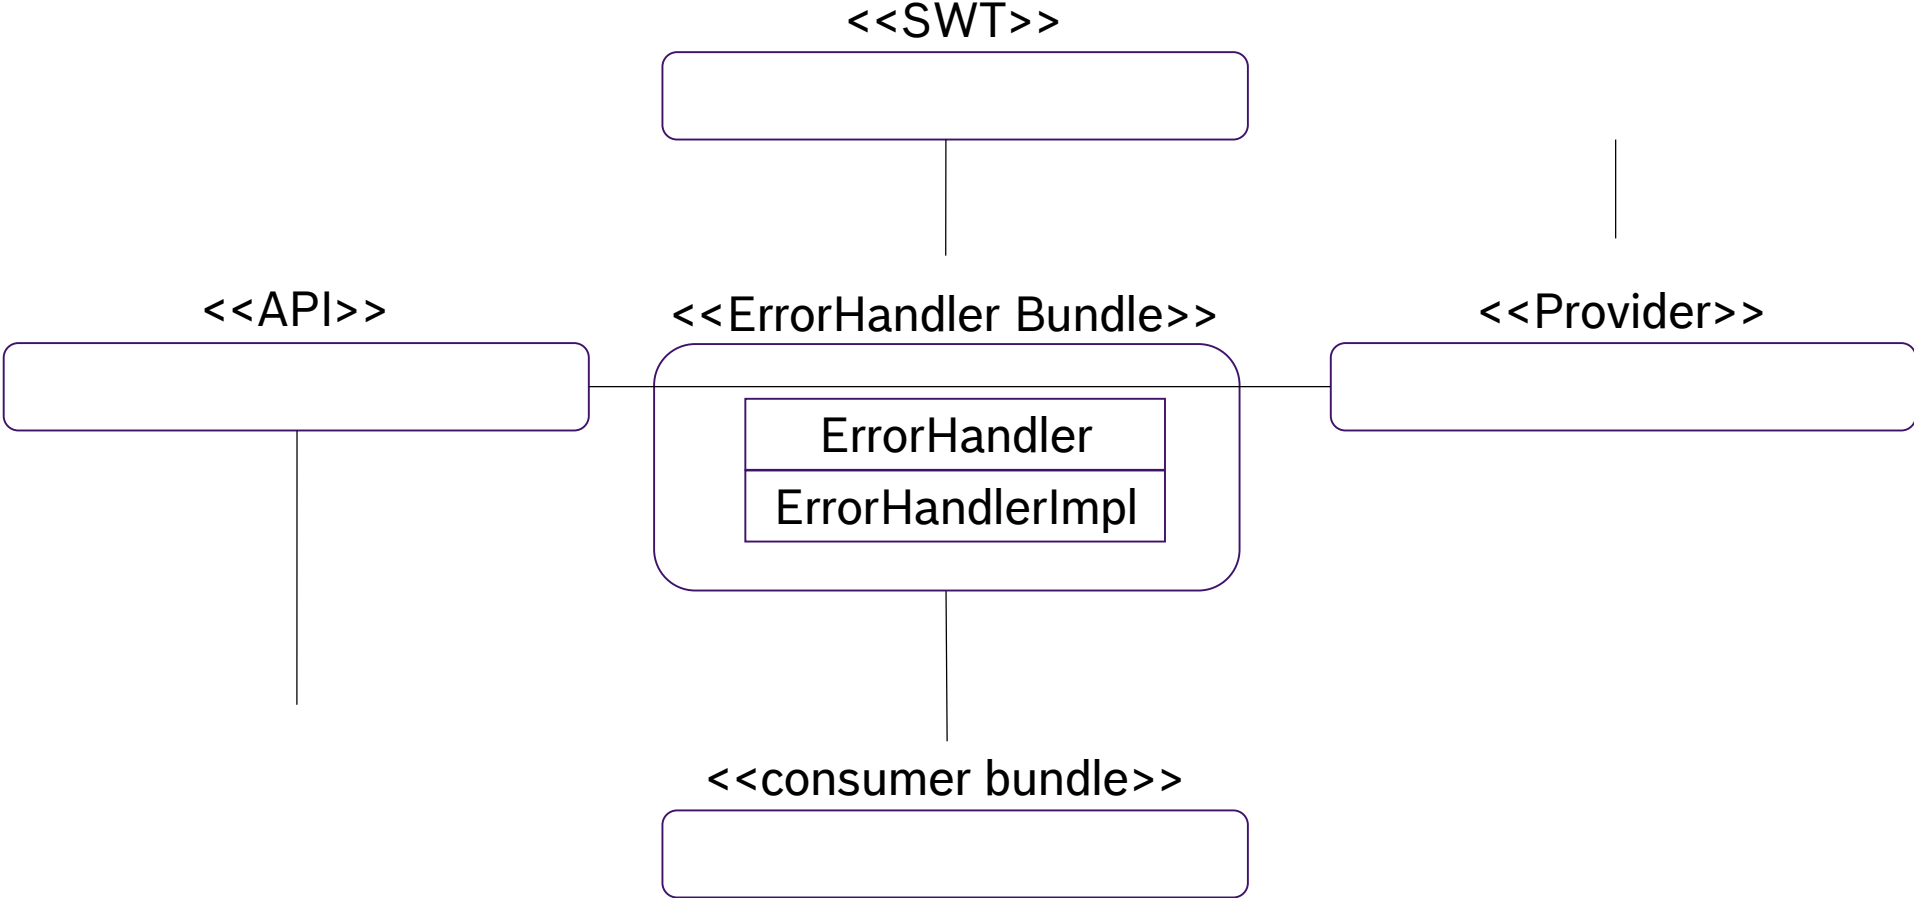 <<SWT>>
<<API>>
<<ErrorHandler Bundle>>
<<Provider>>
ErrorHandler
ErrorHandlerImpl
<<consumer bundle>>